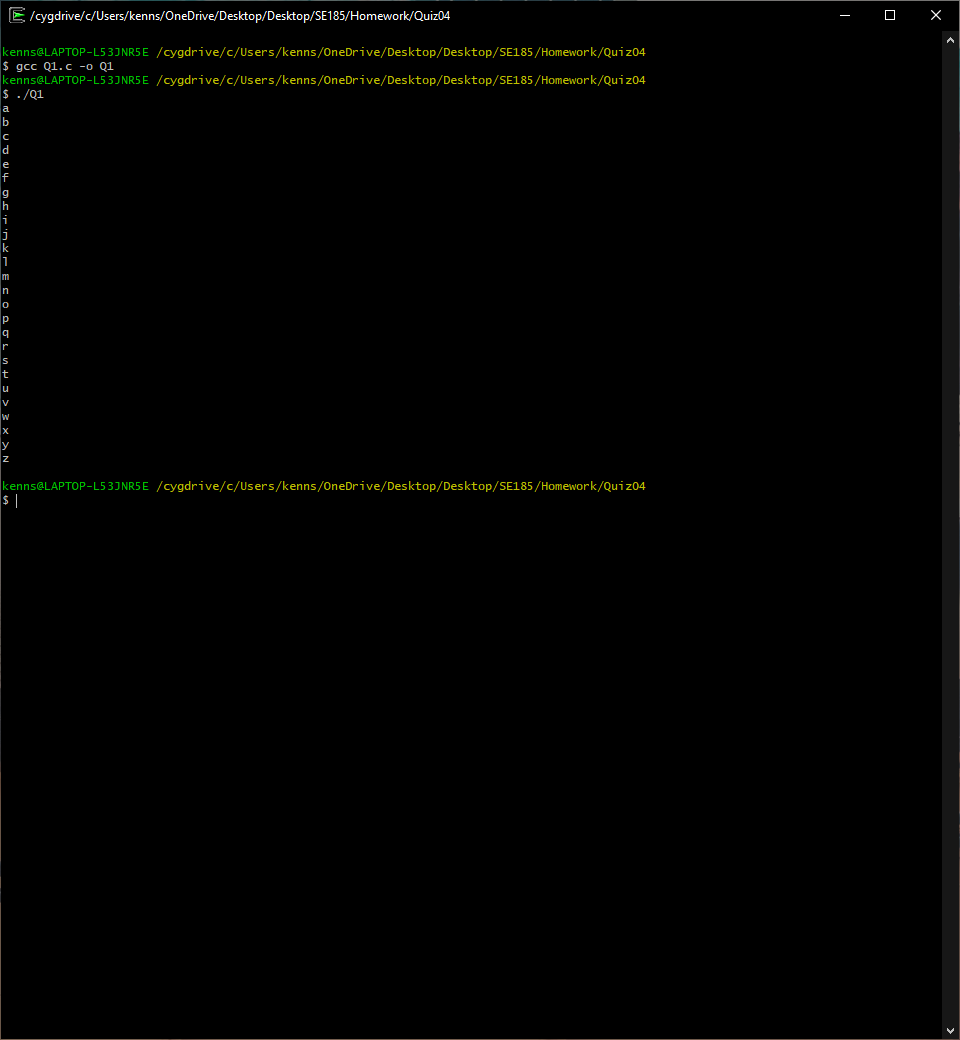 /cygdrive/c/Users/kenns/OneDrive/Desktop/Desktop/SE185/Homework/Quiz04
kenns@LAPTOP-L53JNR5E /cygdrive/c/Users/kenns/OneDrive/Desktop/Desktop/SE185/Homework/Quiz04
$ gcc Q1.c -o Q1
kenns@LAPTOP-L53JNR5E /cygdrive/c/Users/kenns/OneDrive/Desktop/Desktop/SE185/Homework/Quiz04
$ ./Q1
a
b
c
d
e
f
g
h
i
j
k
l
m
n
o
p
q
r
s
t
u
v
w
x
y
z
kenns@LAPTOP-L53JNR5E /cygdrive/c/Users/kenns/OneDrive/Desktop/Desktop/SE185/Homework/Quiz04
$